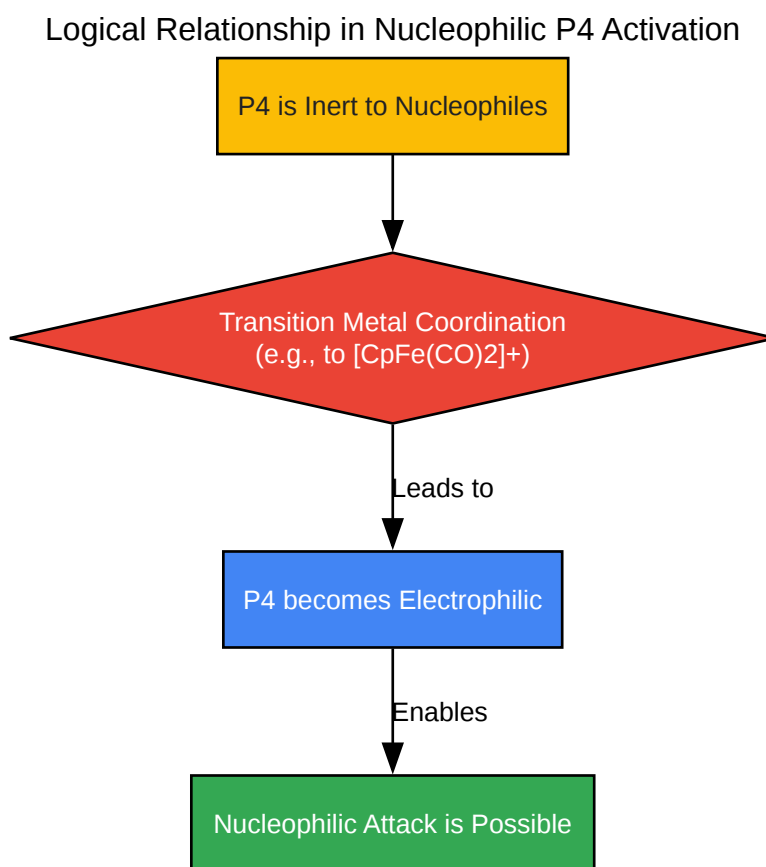 Logical Relationship in Nucleophilic P4 Activation
P4 is Inert to Nucleophiles
Transition Metal Coordination
(e.g., to [CpFe(CO)2]+)
Leads to
P4 becomes Electrophilic
Enables
Nucleophilic Attack is Possible